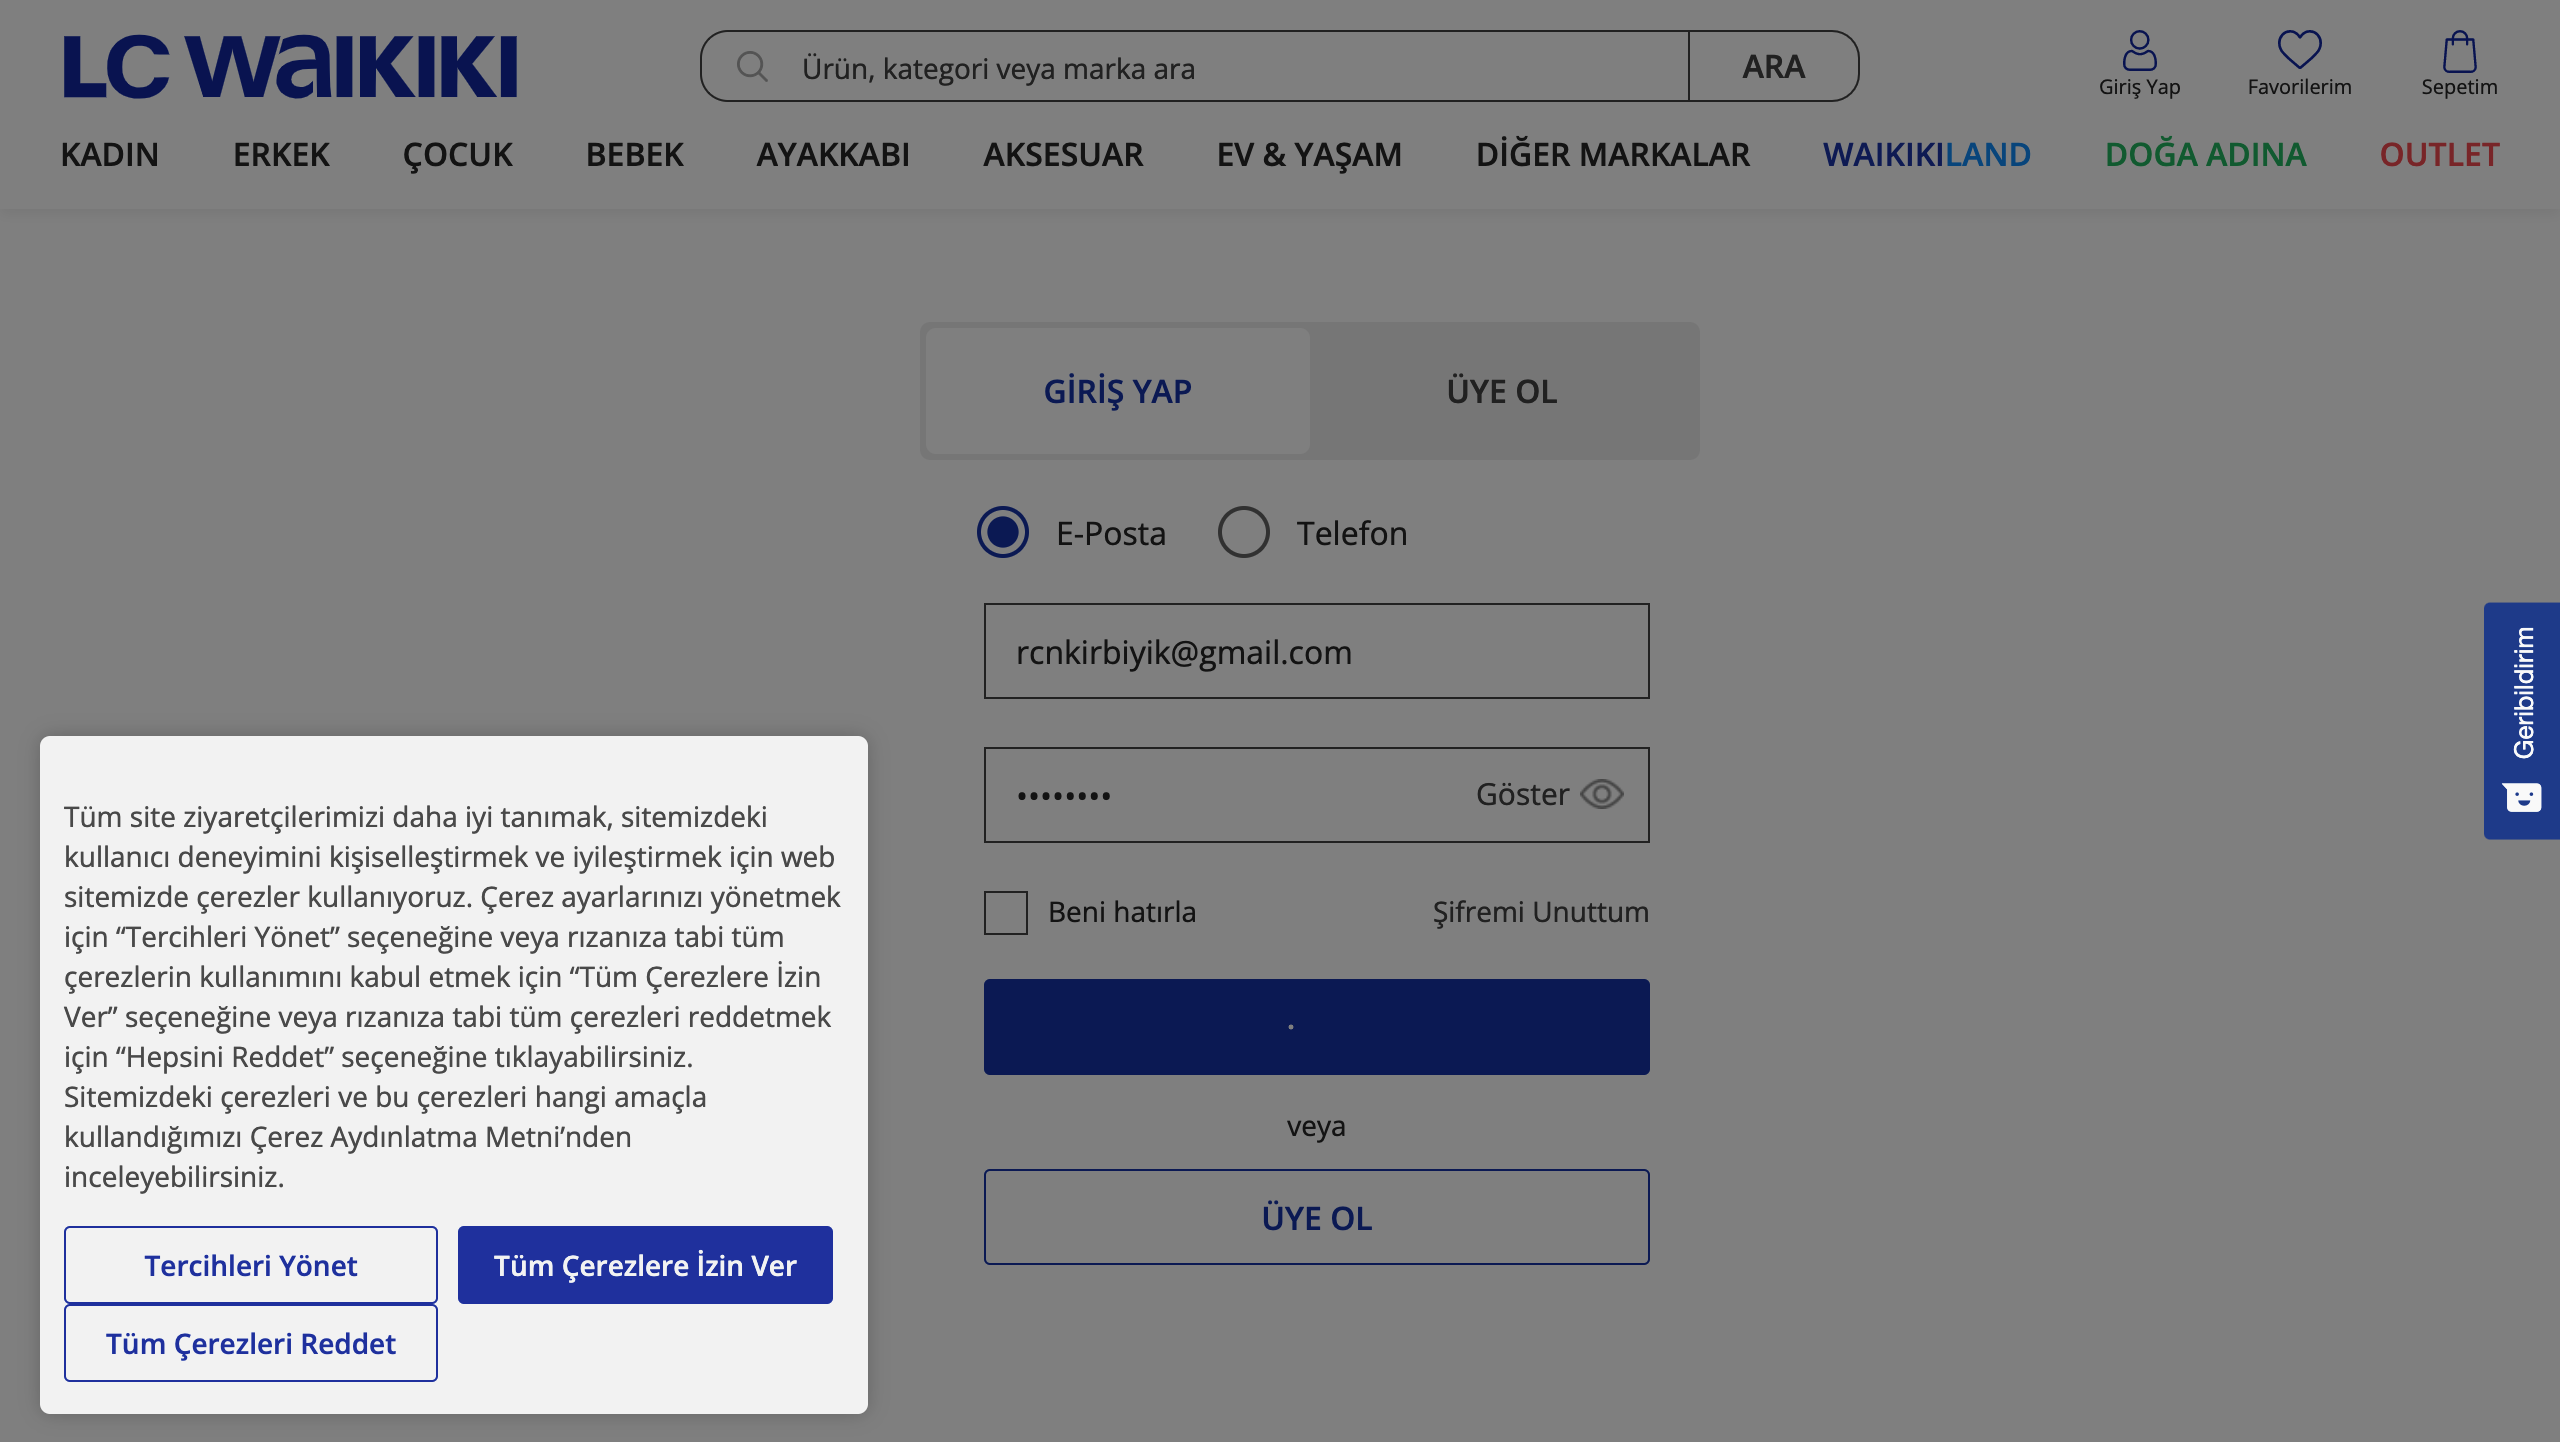 LC WAIKIKI
Ürün, kategori veya marka ara
ARA
Giriş Yap
Favorilerim
Sepetim
KADIN ERKEK ÇOCUK BEBEK AYAKKABI AKSESUAR EV & YAŞAM DİĞER MARKALAR WAIKIKILAND DOĞA ADINA OUTLET
GİRİŞ YAP
ÜYE OL
E-Posta
Telefon
rcnkirbiyik@gmail.com
••••••••
Göster
Beni hatırla
Şifremi Unuttum
.
veya
ÜYE OL
Geribildirim
Tüm site ziyaretçilerimizi daha iyi tanımak, sitemizdeki
kullanıcı deneyimini kişiselleştirmek ve iyileştirmek için web
sitemizde çerezler kullanıyoruz. Çerez ayarlarınızı yönetmek
için “Tercihleri Yönet” seçeneğine veya rızanıza tabi tüm
çerezlerin kullanımını kabul etmek için “Tüm Çerezlere İzin
Ver” seçeneğine veya rızanıza tabi tüm çerezleri reddetmek
için “Hepsini Reddet” seçeneğine tıklayabilirsiniz.
Sitemizdeki çerezleri ve bu çerezleri hangi amaçla
kullandığımızı Çerez Aydınlatma Metni’nden
inceleyebilirsiniz.
Tercihleri Yönet
Tüm Çerezlere İzin Ver
Tüm Çerezleri Reddet